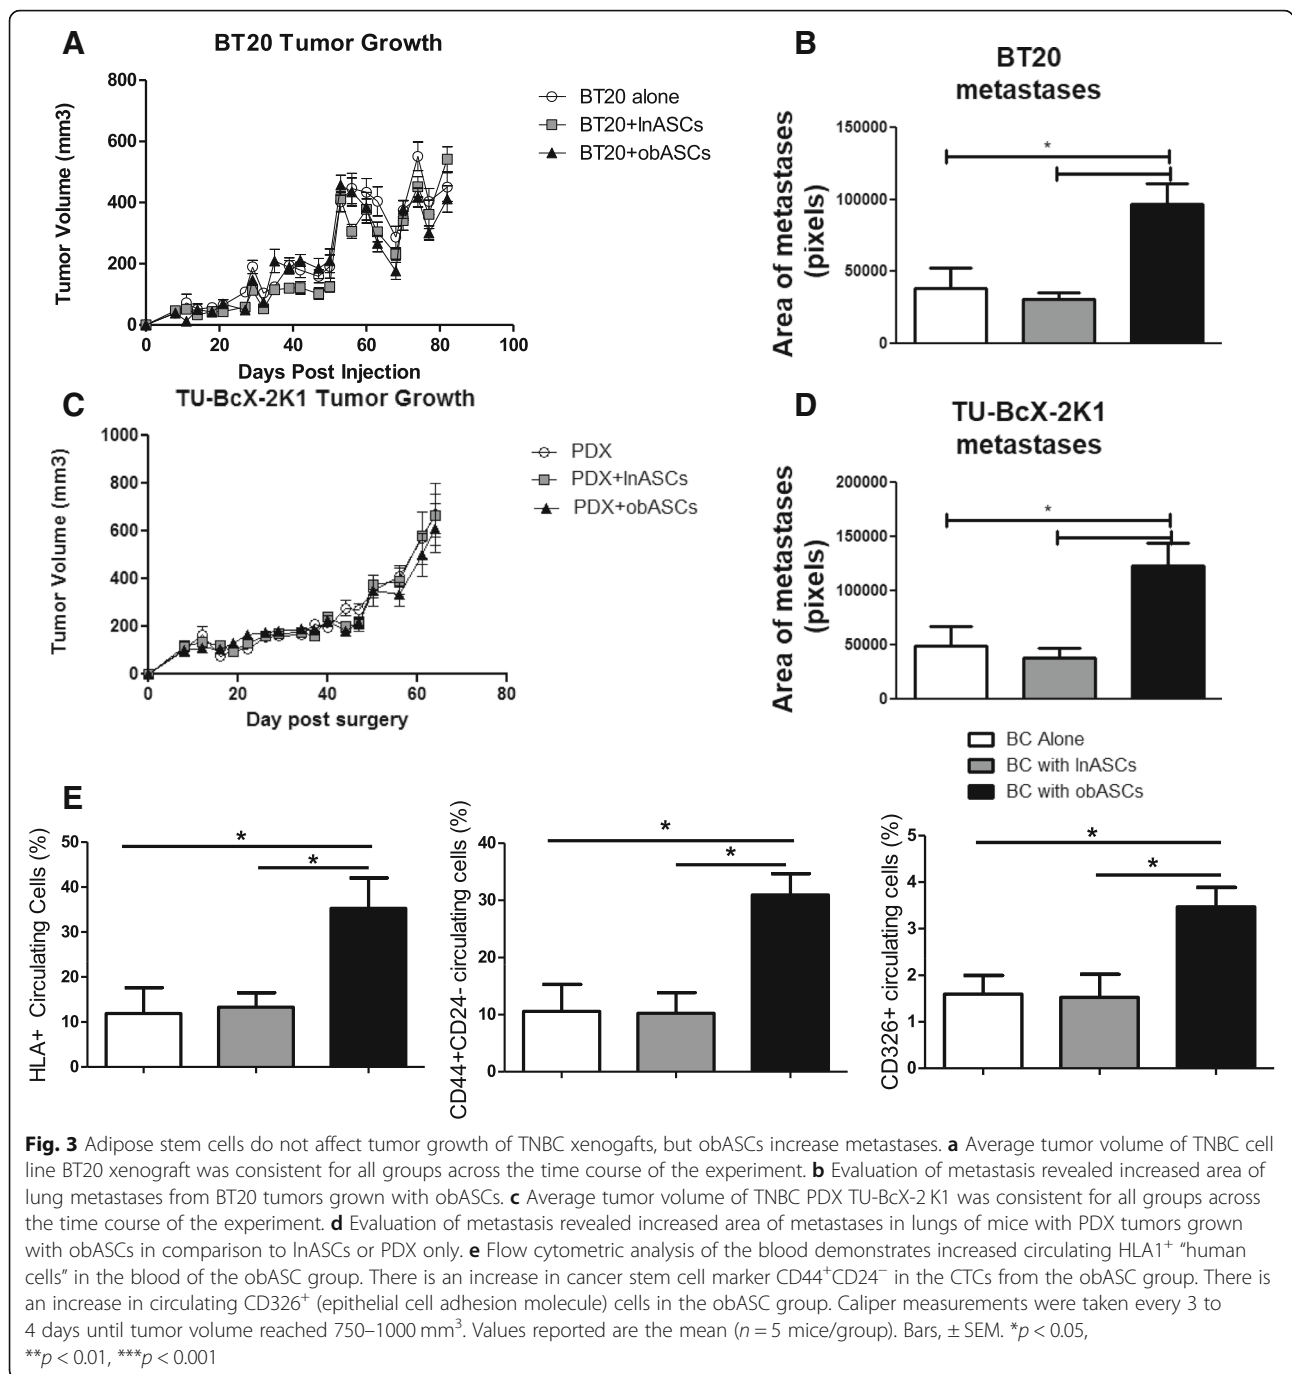 A
BT20 Tumor Growth
800
600
400
200
0
0 20 40 60 80 100
Tumor Volume (mm3)
Days Post Injection
BT20 alone
BT20+lnASCs
BT20+obASCs
B
BT20
metastases
150000
100000
50000
0
Area of metastases
(pixels)
*
C
TU-BcX-2K1 Tumor Growth
1000
800
600
400
200
0
0 20 40 60 80
Tumor Volume (mm3)
Day post surgery
PDX
PDX+lnASCs
PDX+obASCs
D
TU-BcX-2K1
metastases
200000
150000
100000
50000
0
Area of metastases
(pixels)
*
BC Alone
BC with lnASCs
BC with obASCs
E
50
40
30
20
10
0
HLA+ Circulating Cells (%)
*
*
40
30
20
10
0
CD44+CD24- circulating cells (%)
*
*
5
4
3
2
1
0
CD326+ circulating cells (%)
*
*
Fig. 3 Adipose stem cells do not affect tumor growth of TNBC xenogafts, but obASCs increase metastases. a Average tumor volume of TNBC cell
line BT20 xenograft was consistent for all groups across the time course of the experiment. b Evaluation of metastasis revealed increased area of
lung metastases from BT20 tumors grown with obASCs. c Average tumor volume of TNBC PDX TU-BcX-2 K1 was consistent for all groups across
the time course of the experiment. d Evaluation of metastasis revealed increased area of metastases in lungs of mice with PDX tumors grown
with obASCs in comparison to lnASCs or PDX only. e Flow cytometric analysis of the blood demonstrates increased circulating HLA1⁺ “human
cells” in the blood of the obASC group. There is an increase in cancer stem cell marker CD44⁺CD24⁻ in the CTCs from the obASC group. There is
an increase in circulating CD326⁺ (epithelial cell adhesion molecule) cells in the obASC group. Caliper measurements were taken every 3 to
4 days until tumor volume reached 750–1000 mm³. Values reported are the mean (n = 5 mice/group). Bars, ± SEM. *p < 0.05,
**p < 0.01, ***p < 0.001